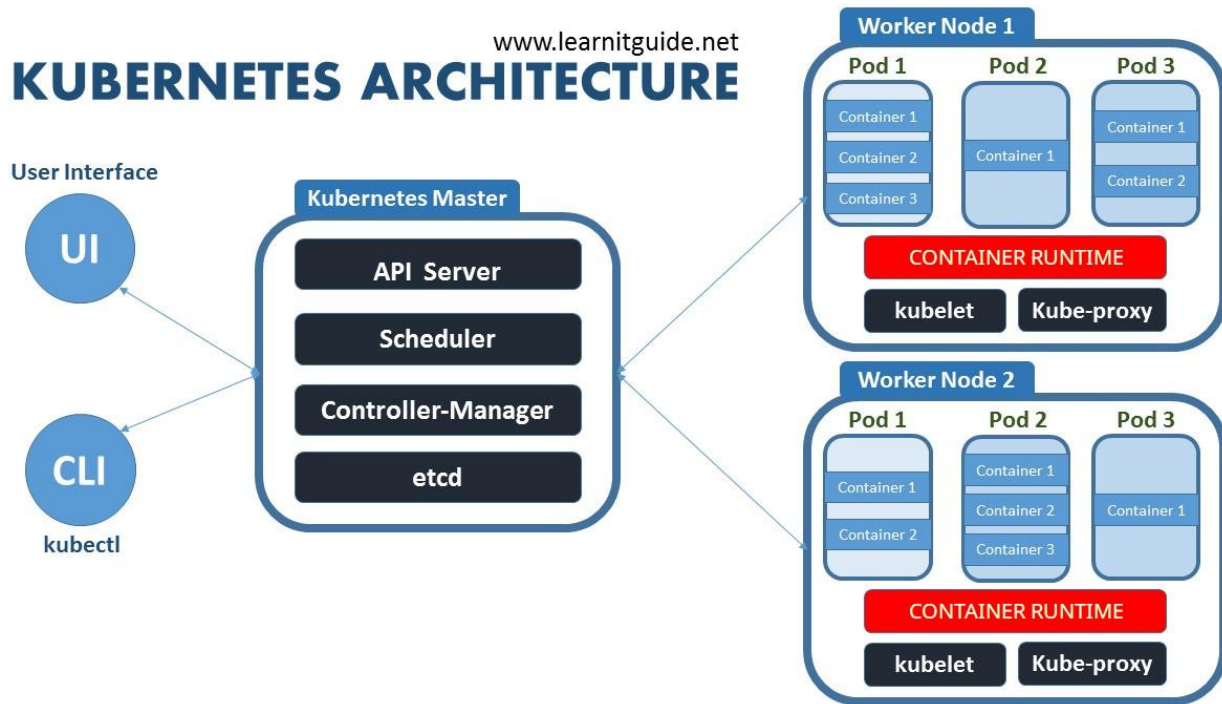 www.learnitguide.net
KUBERNETES ARCHITECTURE
User Interface
UI
CLI
kubectl
Kubernetes Master
API Server
Scheduler
Controller-Manager
etcd
Worker Node 1
Pod 1
Container 1
Container 2
Container 3
Pod 2
Container 1
Pod 3
Container 1
Container 2
CONTAINER RUNTIME
kubelet
Kube-proxy
Worker Node 2
Pod 1
Container 1
Container 2
Pod 2
Container 1
Container 2
Container 3
Pod 3
Container 1
CONTAINER RUNTIME
kubelet
Kube-proxy